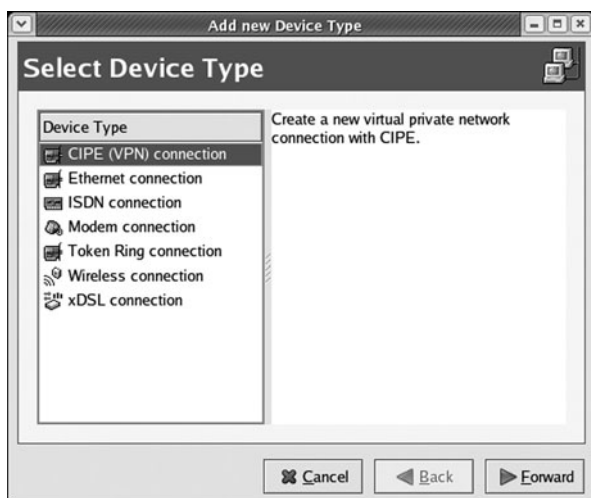 Add new Device Type
Select Device Type
Device Type
CIPE (VPN) connection
Ethernet connection
ISDN connection
Modem connection
Token Ring connection
Wireless connection
xDSL connection
Create a new virtual private network
connection with CIPE.
Cancel
Back
Forward